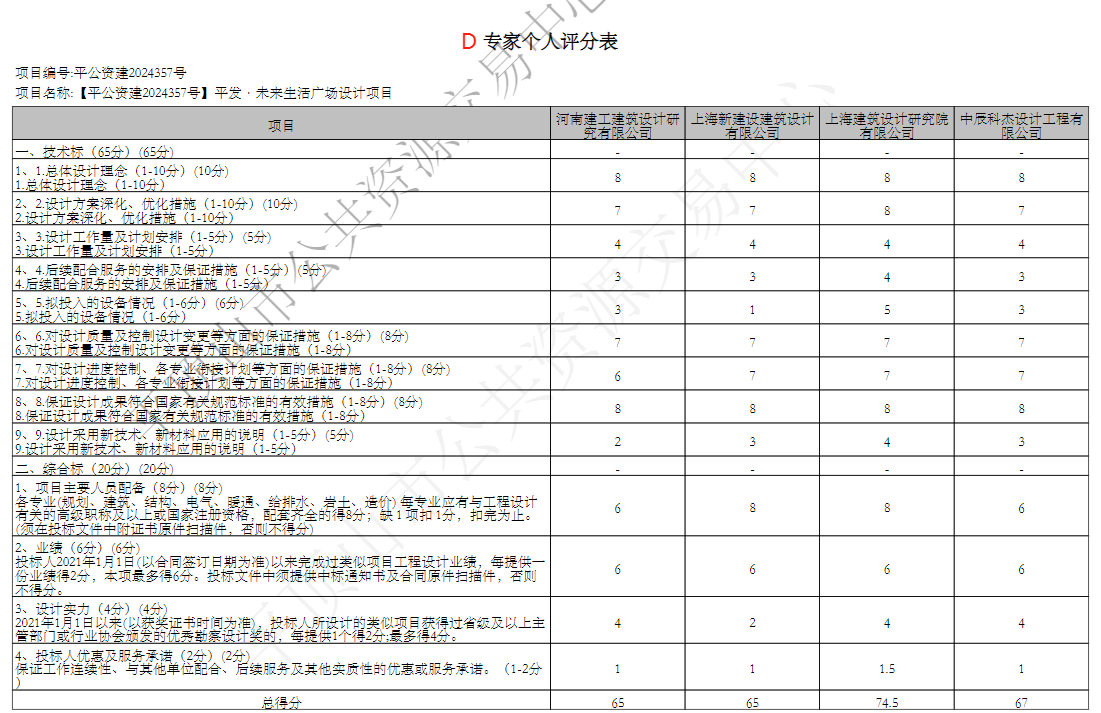 D 专家个人评分表
项目编号:平公资建2024357号
项目名称:【平公资建2024357号】平发·未来生活广场设计项目
项目 河南建工建筑设计研究有限公司 上海新建设建筑设计有限公司 上海建筑设计研究院有限公司 中辰科杰设计工程有限公司
一、技术标（65分）(65分) - - - -
1、1.总体设计理念（1-10分）(10分)
1.总体设计理念（1-10分） 8 8 8 8
2、2.设计方案深化、优化措施（1-10分）(10分)
2.设计方案深化、优化措施（1-10分） 7 7 8 7
3、3.设计工作量及计划安排（1-5分）(5分)
3.设计工作量及计划安排（1-5分） 4 4 4 4
4、4.后续配合服务的安排及保证措施（1-5分）(5分)
4.后续配合服务的安排及保证措施（1-5分） 3 3 4 3
5、5.拟投入的设备情况（1-6分）(6分)
5.拟投入的设备情况（1-6分） 3 1 5 3
6、6.对设计质量及控制设计变更等方面的保证措施（1-8分）(8分)
6.对设计质量及控制设计变更等方面的保证措施（1-8分） 7 7 7 7
7、7.对设计进度控制、各专业衔接计划等方面的保证措施（1-8分）(8分)
7.对设计进度控制、各专业衔接计划等方面的保证措施（1-8分） 6 7 7 7
8、8.保证设计成果符合国家有关规范标准的有效措施（1-8分）(8分)
8.保证设计成果符合国家有关规范标准的有效措施（1-8分） 8 8 8 8
9、9.设计采用新技术、新材料应用的说明（1-5分）(5分)
9.设计采用新技术、新材料应用的说明（1-5分） 2 3 4 3
二、综合标（20分）(20分) - - - -
1、项目主要人员配备（8分）(8分)
各专业(规划、建筑、结构、电气、暖通、给排水、岩土、造价) 每专业应有与工程设计
有关的高级职称及以上或国家注册资格，配套齐全的得8分；缺 1 项扣 1分，扣完为止。
(须在投标文件中附证书原件扫描件，否则不得分) 6 8 8 6
2、业绩（6分）(6分)
投标人2021年1月1日(以合同签订日期为准)以来完成过类似项目工程设计业绩，每提供一
份业绩得2分，本项最多得6分。投标文件中须提供中标通知书及合同原件扫描件，否则
不得分。 6 6 6 6
3、设计实力（4分）(4分)
2021年1月1日以来(以获奖证书时间为准)，投标人所设计的类似项目获得过省级及以上主
管部门或行业协会颁发的优秀勘察设计奖的，每提供1个得2分;最多得4分。 4 2 4 4
4、投标人优惠及服务承诺（2分）(2分)
保证工作连续性、与其他单位配合、后续服务及其他实质性的优惠或服务承诺。（1-2分
） 1 1 1.5 1
总得分 65 65 74.5 67
平顶山市公共资源交易中心
平顶山市公共资源交易中心